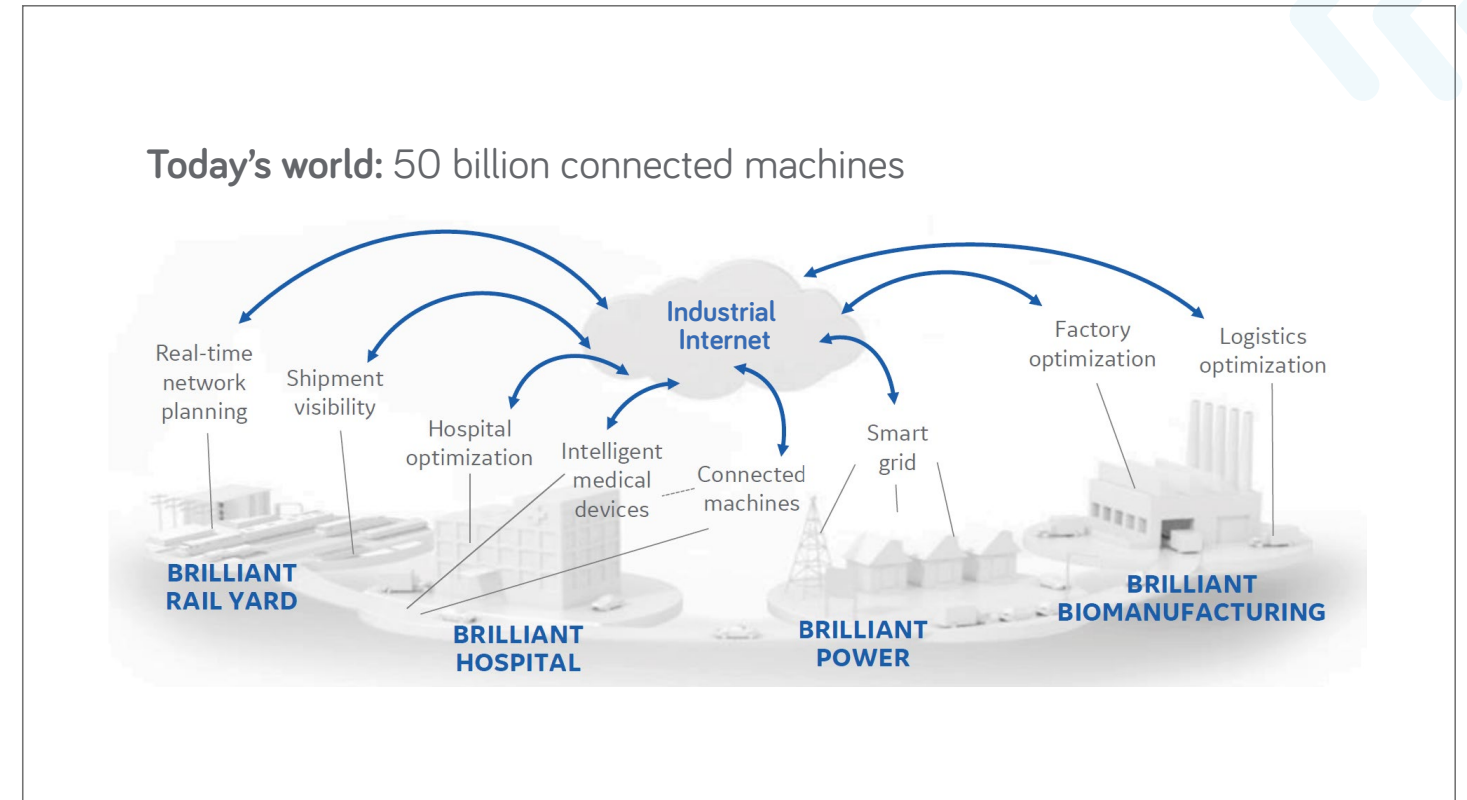 Today's world: 50 billion connected machines
Industrial
Internet
Real-time
network
planning
Shipment
visibility
Hospital
optimization
Intelligent
medical
devices
Connected
machines
Smart
grid
Factory
optimization
Logistics
optimization
BRILLIANT
RAIL YARD
BRILLIANT
HOSPITAL
BRILLIANT
POWER
BRILLIANT
BIOMANUFACTURING